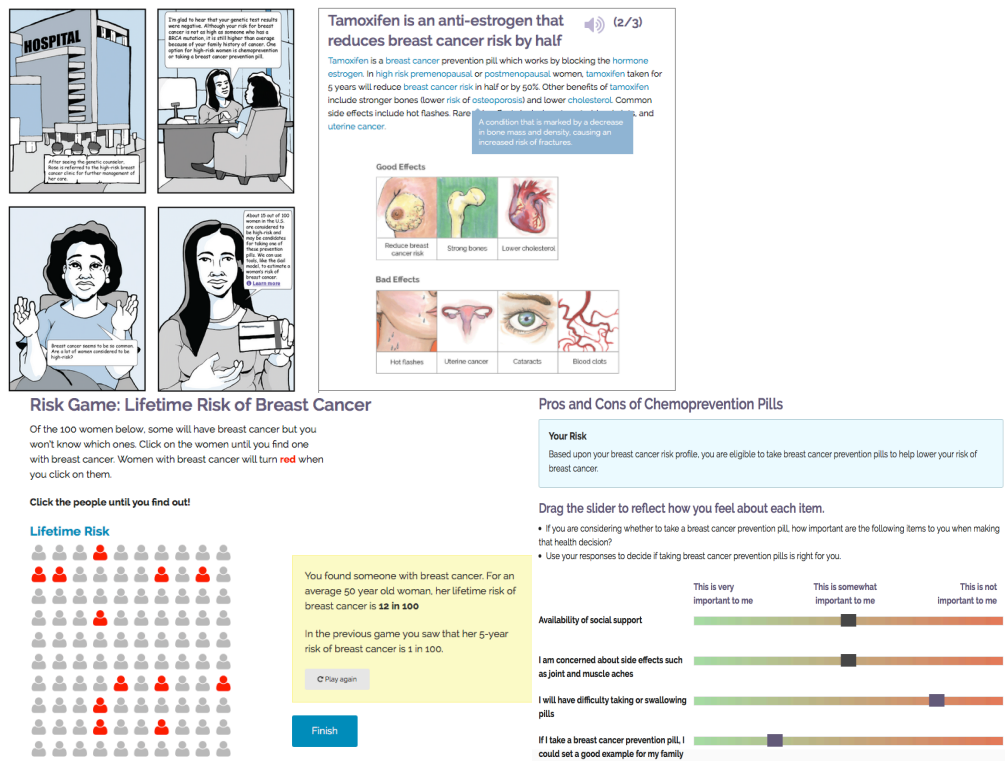 HOSPITAL
After seeing the genetic counselor,
Rose is referred to the high-risk breast
cancer clinic for further management of
her care.
I'm glad to hear that your genetic test results
were negative. Although your risk for breast
cancer is not as high as someone who has a
BRCA mutation, it is still higher than average
because of your family history of cancer. One
option for high-risk women is chemoprevention
or taking a breast cancer prevention pill.
Breast cancer seems to be so common.
Are a lot of women considered to be
high-risk?
About 15 out of 100
women in the U.S.
are considered to
be high-risk and
may be candidates
for taking one of
these prevention
pills. We can use
tools, like the Gail
model, to estimate a
woman's risk of
breast cancer.
Learn more
Tamoxifen is an anti-estrogen that
reduces breast cancer risk by half
(2/3)
Tamoxifen is a breast cancer prevention pill which works by blocking the hormone
estrogen. In high risk premenopausal or postmenopausal women, tamoxifen taken for
5 years will reduce breast cancer risk in half or by 50%. Other benefits of tamoxifen
include stronger bones (lower risk of osteoporosis) and lower cholesterol. Common
side effects include hot flashes. Rare s, and
uterine cancer.
A condition that is marked by a decrease
in bone mass and density, causing an
increased risk of fractures.
Good Effects
Reduce breast
cancer risk
Strong bones
Lower cholesterol
Bad Effects
Hot flashes
Uterine cancer
Cataracts
Blood clots
Risk Game: Lifetime Risk of Breast Cancer
Of the 100 women below, some will have breast cancer but you
won't know which ones. Click on the women until you find one
with breast cancer. Women with breast cancer will turn red when
you click on them.
Click the people until you find out!
Lifetime Risk
You found someone with breast cancer. For an
average 50 year old woman, her lifetime risk of
breast cancer is 12 in 100
In the previous game you saw that her 5-year
risk of breast cancer is 1 in 100.
Play again
Finish
Pros and Cons of Chemoprevention Pills
Your Risk
Based upon your breast cancer risk profile, you are eligible to take breast cancer prevention pills to help lower your risk of
breast cancer.
Drag the slider to reflect how you feel about each item.
• If you are considering whether to take a breast cancer prevention pill, how important are the following items to you when making
that health decision?
• Use your responses to decide if taking breast cancer prevention pills is right for you.
This is very
important to me
This is somewhat
important to me
This is not
important to me
Availability of social support
I am concerned about side effects such
as joint and muscle aches
I will have difficulty taking or swallowing
pills
If I take a breast cancer prevention pill, I
could set a good example for my family